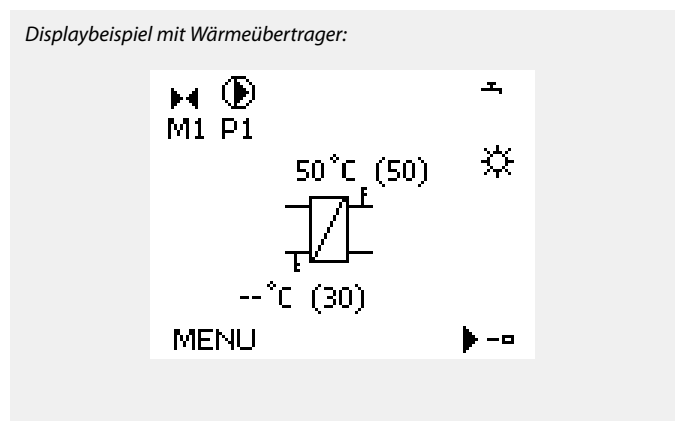 Displaybeispiel mit Wärmeübertrager:
M1 P1
50°C (50)
--°C (30)
MENU